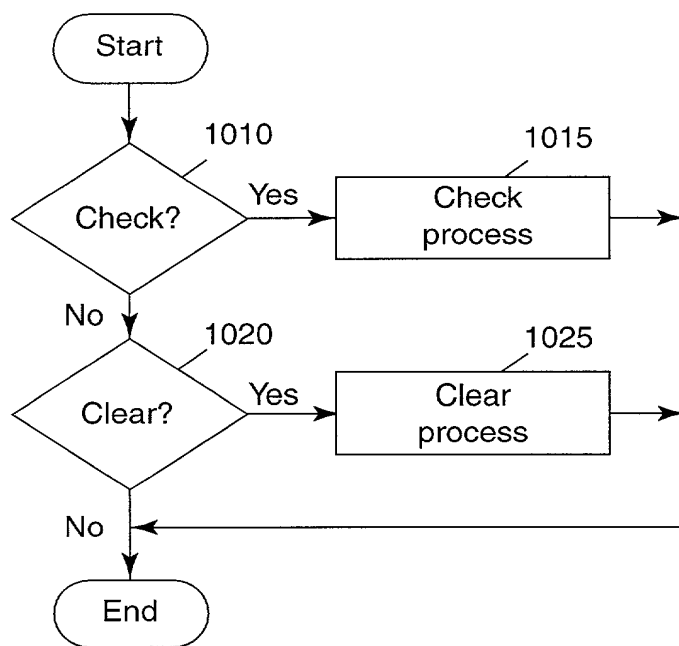 Start
1010
Check?
Yes
1015
Check
process
No
1020
Clear?
Yes
1025
Clear
process
No
End